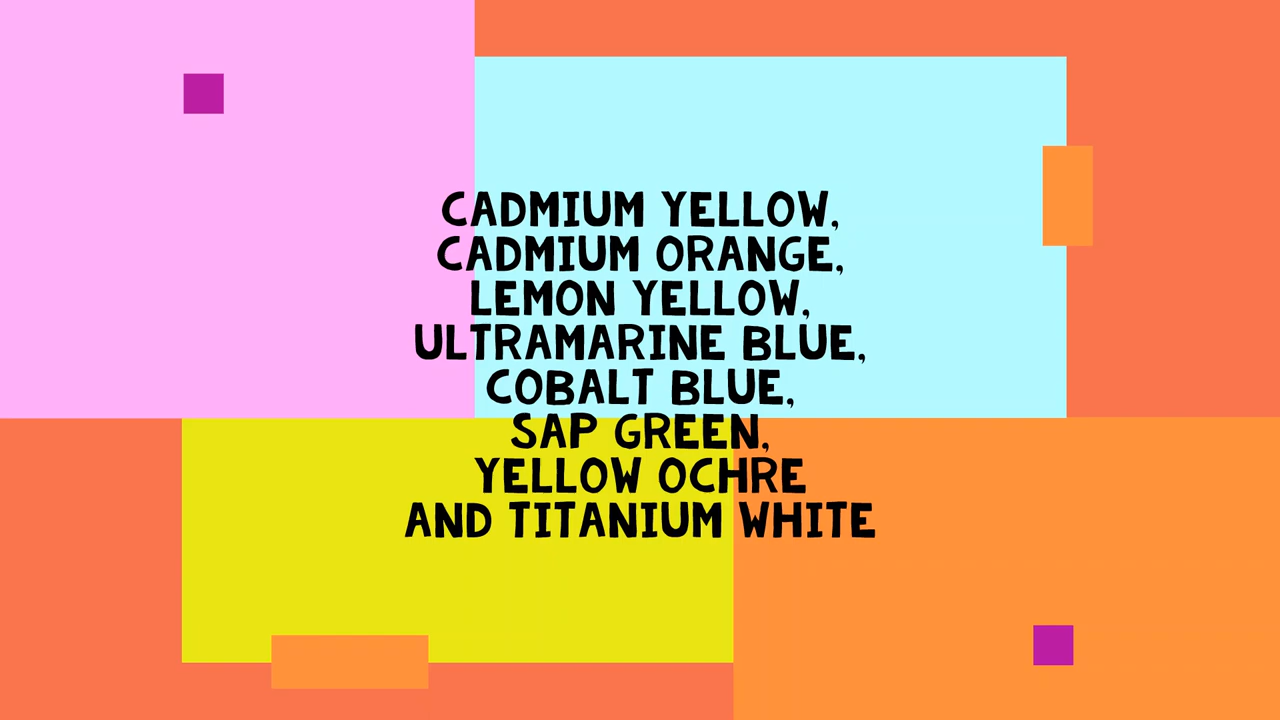 CADMIUM YELLOW,
CADMIUM ORANGE,
LEMON YELLOW,
ULTRAMARINE BLUE,
COBALT BLUE,
SAP GREEN,
YELLOW OCHRE
AND TITANIUM WHITE